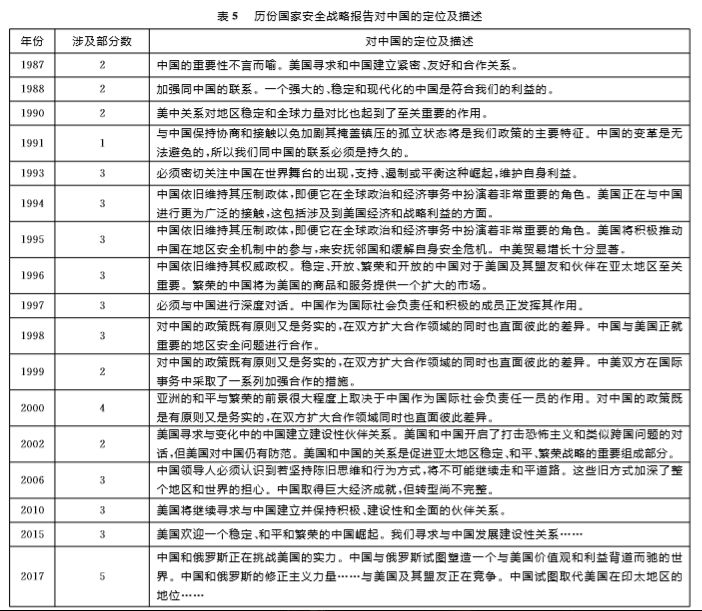 表 5 历份国家安全战略报告对中国的定位及描述
年份 涉及部分数 对中国的定位及描述
1987 2 中国的重要性不言而喻。美国寻求和中国建立紧密、友好和合作关系。
1988 2 加强同中国的联系。一个强大的、稳定和现代化的中国是符合我们的利益的。
1990 2 美中关系对地区稳定和全球力量对比也起到了至关重要的作用。
1991 1 与中国保持协商和接触以免加剧其掩盖镇压的孤立状态将是我们政策的主要特征。中国的变革是无
法避免的,所以我们同中国的联系必须是持久的。
1993 3 必须密切关注中国在世界舞台的出现,支持、遏制或平衡这种崛起,维护自身利益。
1994 3 中国依旧维持其压制政体,即便它在全球政治和经济事务中扮演着非常重要的角色。美国正在与中国
进行更为广泛的接触,这包括涉及到美国经济和战略利益的方面。
1995 3 中国依旧维持其压制政体,即便它在全球政治和经济事务中扮演着非常重要的角色。美国将积极推动
中国在地区安全机制中的参与,来安抚邻国和缓解自身安全危机。中美贸易增长十分显著。
1996 3 中国依旧维持其权威政权。稳定、开放、繁荣和开放的中国对于美国及其盟友和伙伴在亚太地区至关
重要。繁荣的中国将为美国的商品和服务提供一个扩大的市场。
1997 3 必须与中国进行深度对话。中国作为国际社会负责任和积极的成员正发挥其作用。
1998 3 对中国的政策既有原则又是务实的,在双方扩大合作领域的同时也直面彼此的差异。中国与美国正就
重要的地区安全问题进行合作。
1999 2 对中国的政策既有原则又是务实的,在双方扩大合作领域的同时也直面彼此的差异。中美双方在国际
事务中采取了一系列加强合作的措施。
2000 4 亚洲的和平与繁荣的前景很大程度上取决于中国作为国际社会负责任一员的作用。对中国的政策既
是有原则又是务实的,在双方扩大合作领域同时也直面彼此差异。
2002 2 美国寻求与变化中的中国建立建设性伙伴关系。美国和中国开启了打击恐怖主义和类似跨国问题的对
话,但美国对中国仍有防范。美国和中国的关系是促进亚太地区稳定、和平、繁荣战略的重要组成部分。
2006 3 中国领导人必须认识到若坚持陈旧思维和行为方式,将不可能继续走和平道路。这些旧方式加深了整
个地区和世界的担心。中国取得巨大经济成就,但转型尚不完整。
2010 3 美国将继续寻求与中国建立并保持积极、建设性和全面的伙伴关系。
2015 3 美国欢迎一个稳定、和平和繁荣的中国崛起。我们寻求与中国发展建设性关系……
2017 5 中国和俄罗斯正在挑战美国的实力。中国与俄罗斯试图塑造一个与美国价值观和利益背道而驰的世
界。中国和俄罗斯的修正主义力量……与美国及其盟友正在竞争。中国试图取代美国在印太地区的
地位……